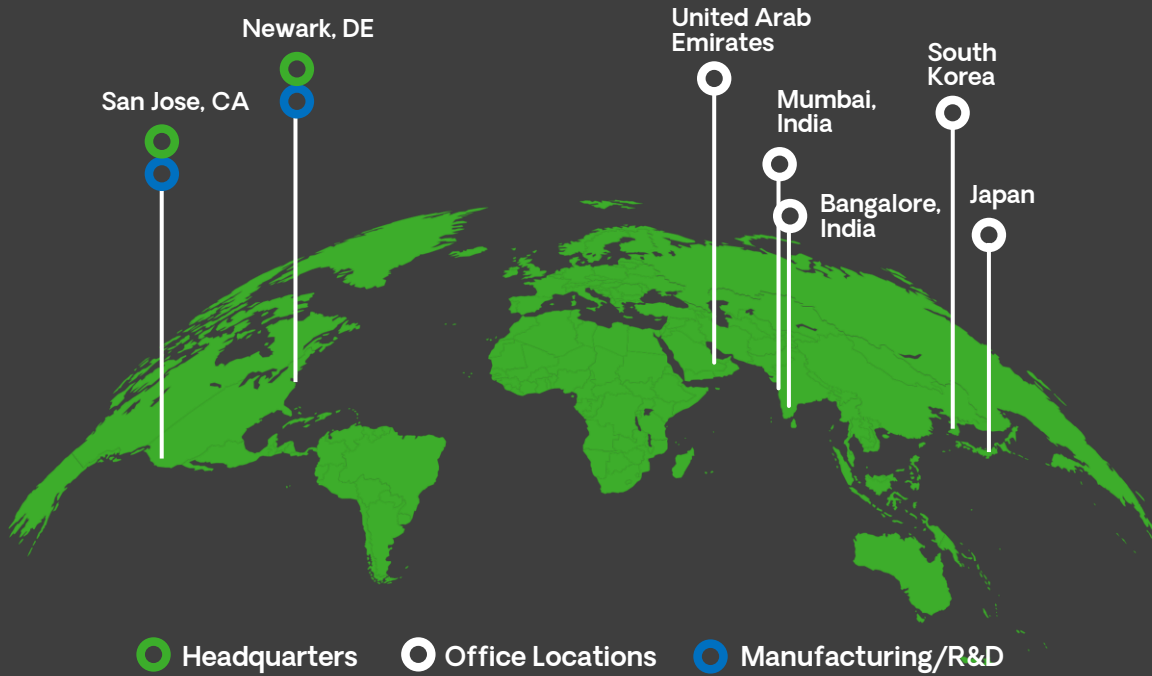 Newark, DE
San Jose, CA
United Arab
Emirates
Mumbai,
India
South
Korea
Bangalore,
India
Japan
Headquarters
Office Locations
Manufacturing/R&D